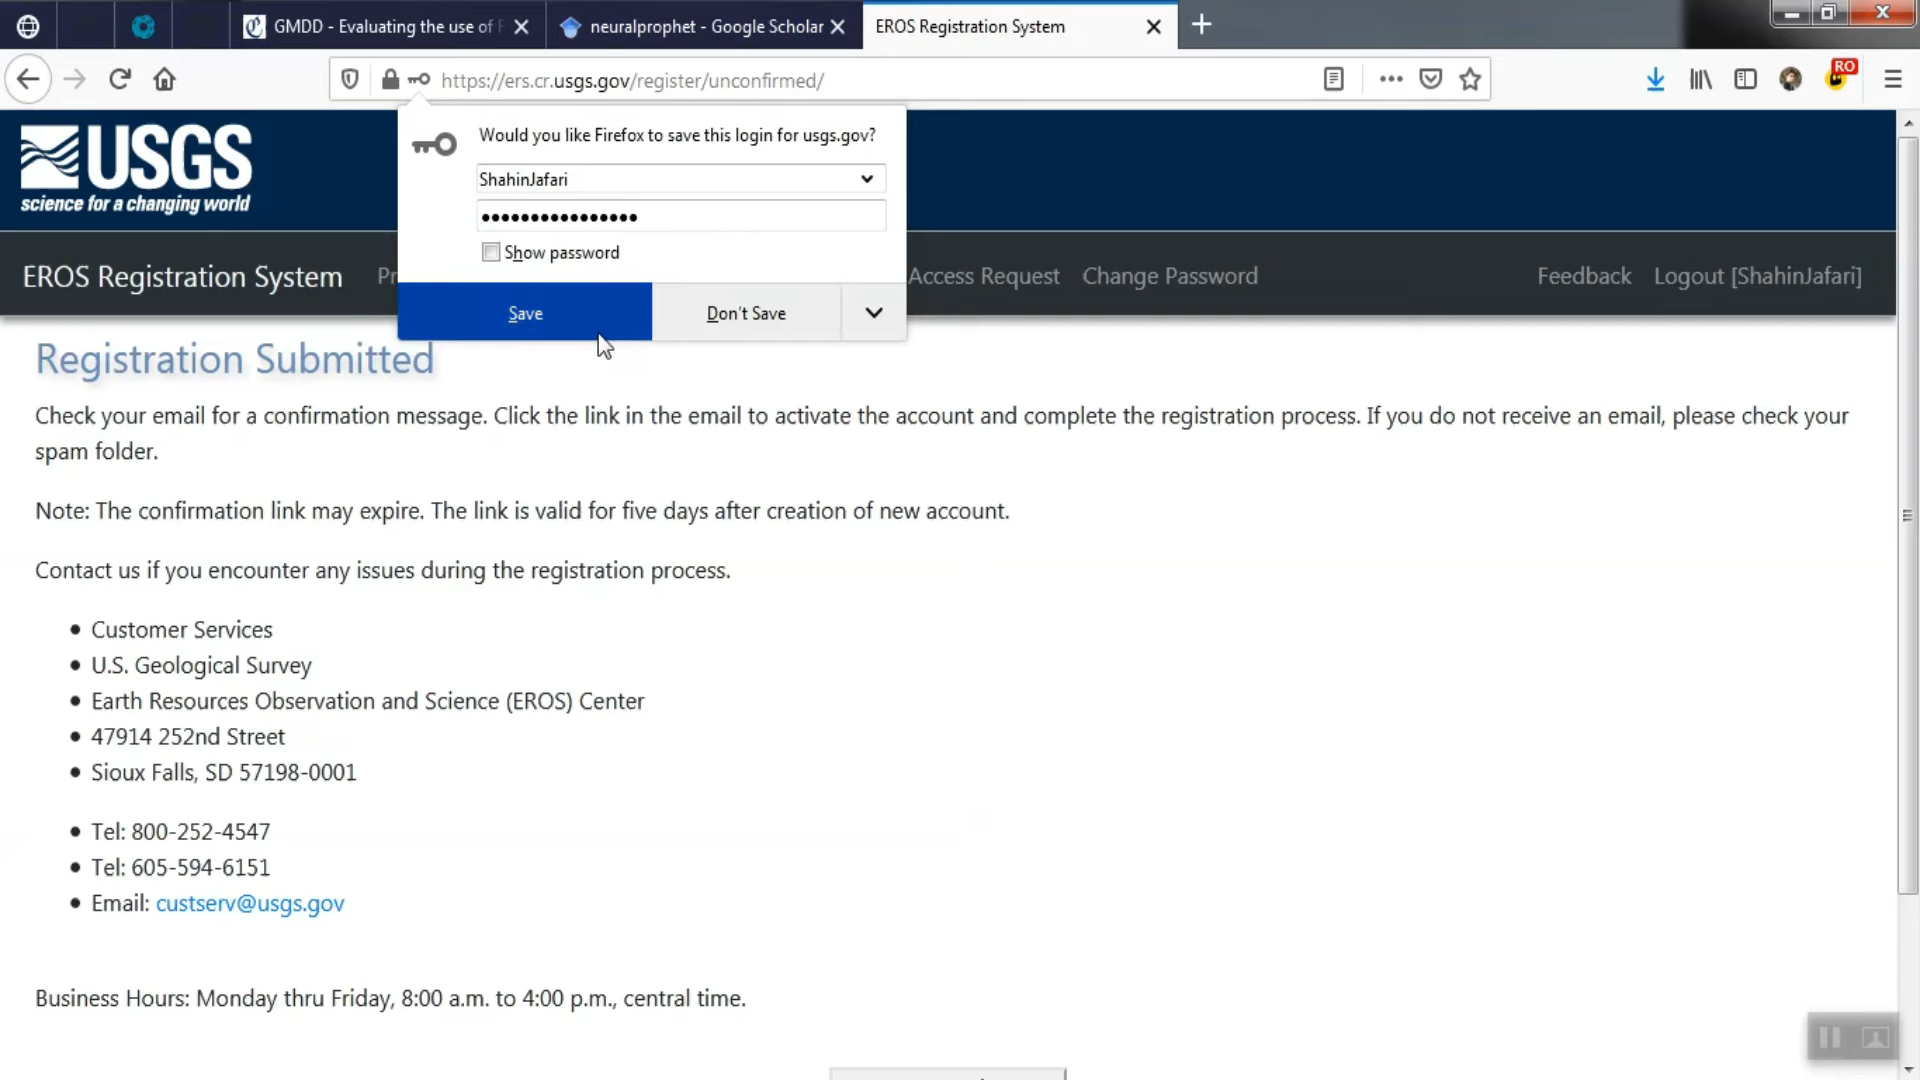 GMDD - Evaluating the use of F
neuralprophet - Google Scholar
EROS Registration System
https://ers.cr.usgs.gov/register/unconfirmed/
RO
USGS
science for a changing world
Would you like Firefox to save this login for usgs.gov?
ShahinJafari
••••••••••••••••
Show password
Save
Don't Save
EROS Registration System
Pr
Access Request
Change Password
Feedback
Logout [ShahinJafari]
Registration Submitted
Check your email for a confirmation message. Click the link in the email to activate the account and complete the registration process. If you do not receive an email, please check your
spam folder.
Note: The confirmation link may expire. The link is valid for five days after creation of new account.
Contact us if you encounter any issues during the registration process.
• Customer Services
• U.S. Geological Survey
• Earth Resources Observation and Science (EROS) Center
• 47914 252nd Street
• Sioux Falls, SD 57198-0001
• Tel: 800-252-4547
• Tel: 605-594-6151
• Email: custserv@usgs.gov
Business Hours: Monday thru Friday, 8:00 a.m. to 4:00 p.m., central time.